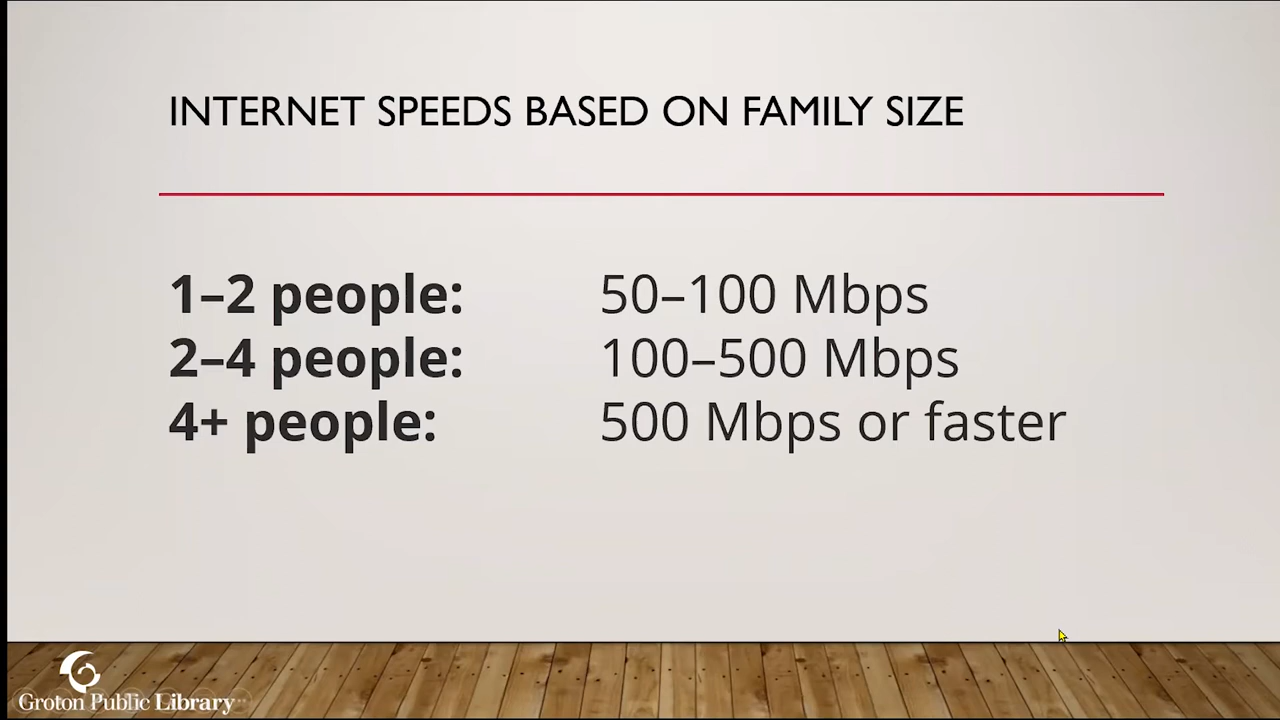 INTERNET SPEEDS BASED ON FAMILY SIZE
1–2 people: 50–100 Mbps
2–4 people: 100–500 Mbps
4+ people: 500 Mbps or faster
Groton Public Library